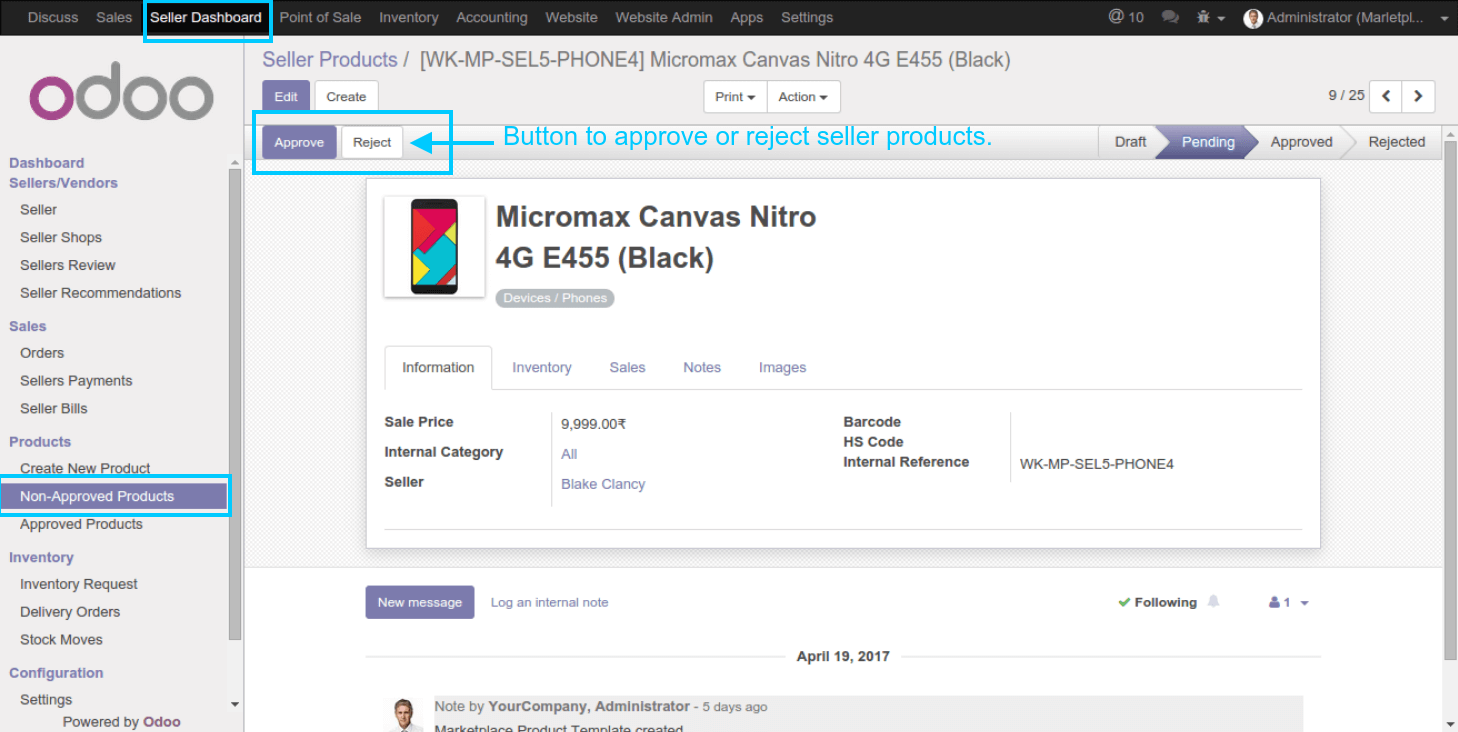 Discuss Sales Seller Dashboard Point of Sale Inventory Accounting Website Website Admin Apps Settings @ 10 Administrator (Marletpl...
odoo
Seller Products / [WK-MP-SEL5-PHONE4] Micromax Canvas Nitro 4G E455 (Black)
Edit Create Print Action 9 / 25
Approve Reject Button to approve or reject seller products. Draft Pending Approved Rejected
Dashboard
Sellers/Vendors
Seller
Seller Shops
Sellers Review
Seller Recommendations
Sales
Orders
Sellers Payments
Seller Bills
Products
Create New Product
Non-Approved Products
Approved Products
Inventory
Inventory Request
Delivery Orders
Stock Moves
Configuration
Settings
Powered by Odoo
Micromax Canvas Nitro
4G E455 (Black)
Devices / Phones
Information Inventory Sales Notes Images
Sale Price 9,999.00₹
Internal Category All
Seller Blake Clancy
Barcode
HS Code
Internal Reference WK-MP-SEL5-PHONE4
New message Log an internal note Following 1
April 19, 2017
Note by YourCompany, Administrator - 5 days ago
Marketplace Product Template created